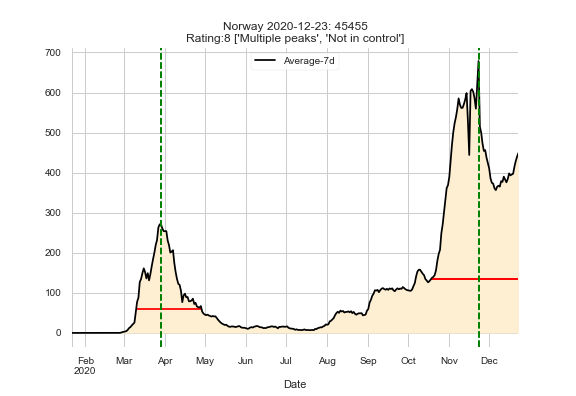 Norway 2020-12-23: 45455
Rating:8 ['Multiple peaks', 'Not in control']
Average-7d
700
600
500
400
300
200
100
0
Feb Mar Apr May Jun Jul Aug Sep Oct Nov Dec
2020
Date